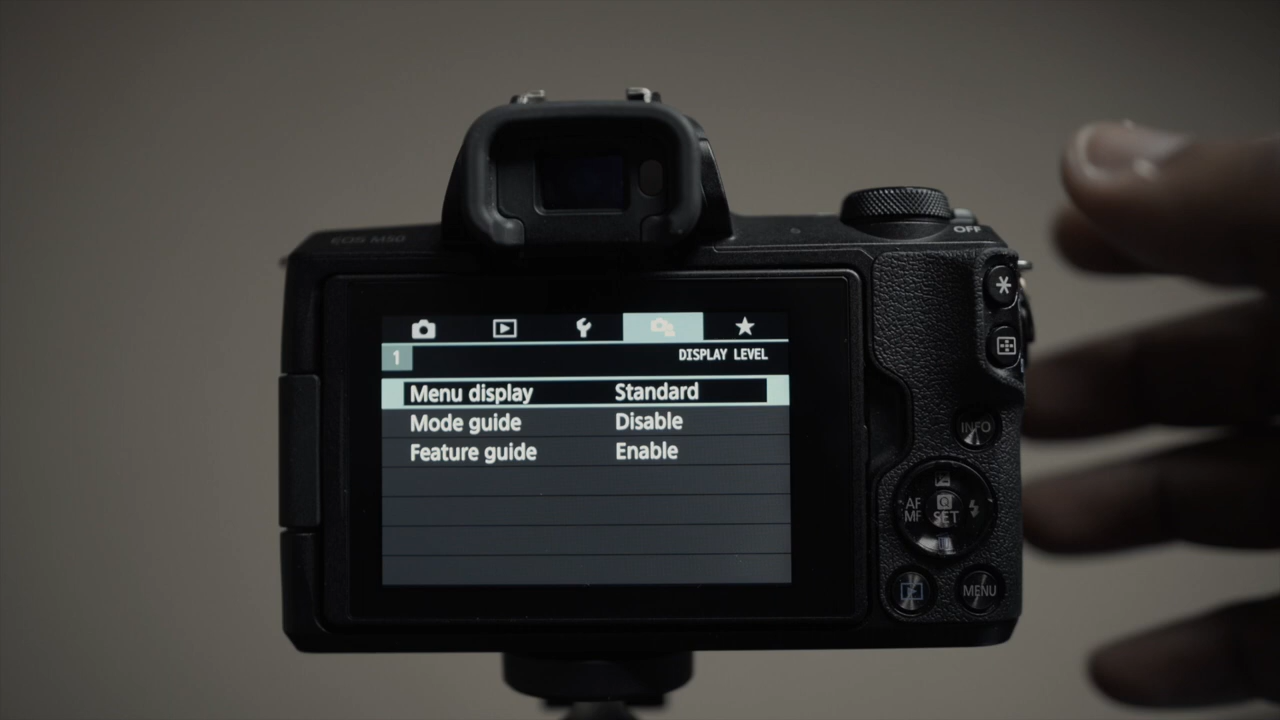 EOS M50
OFF
1
DISPLAY LEVEL
Menu display Standard
Mode guide Disable
Feature guide Enable
INFO
AF
MF
Q
SET
MENU